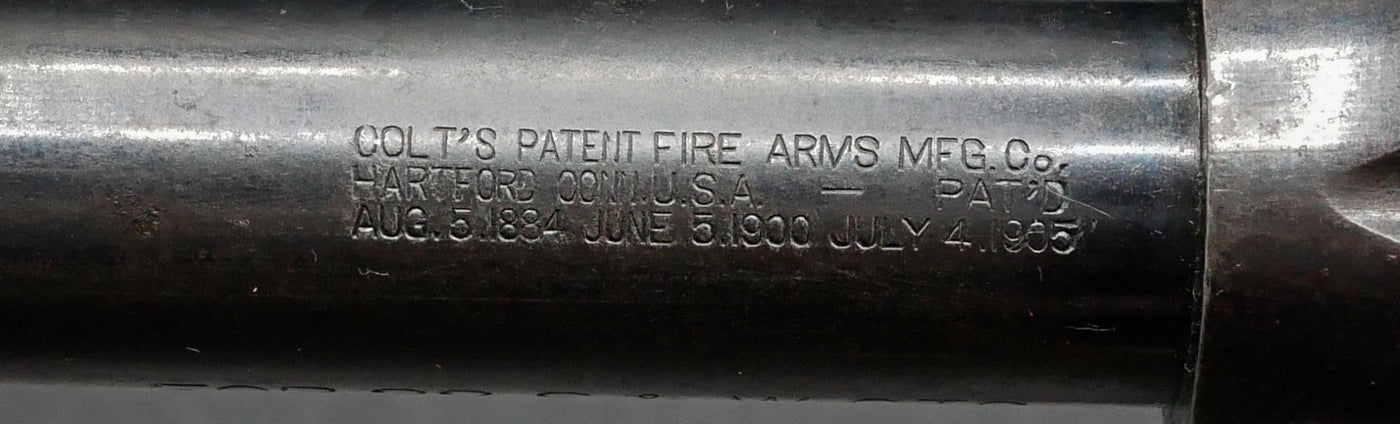 COLT'S PATENT FIRE ARMS MFG. Co.
HARTFORD CONN. U.S.A. — PAT'D
AUG. 5.1884 JUNE 5.1900 JULY 4.1905